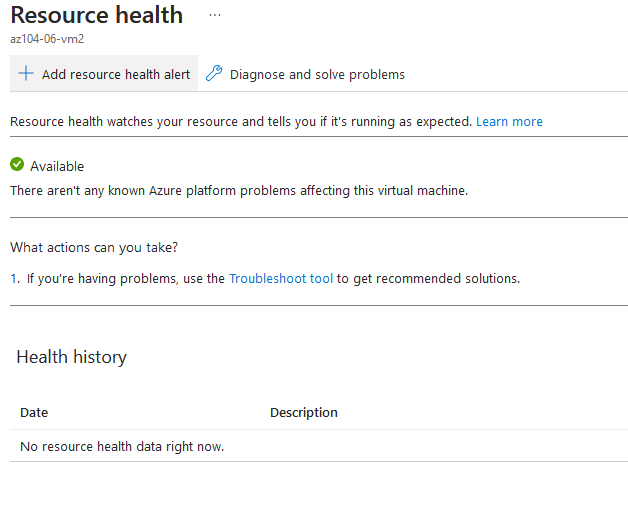 Resource health ...
az104-06-vm2
+ Add resource health alert Diagnose and solve problems
Resource health watches your resource and tells you if it's running as expected. Learn more
Available
There aren't any known Azure platform problems affecting this virtual machine.
What actions can you take?
1. If you're having problems, use the Troubleshoot tool to get recommended solutions.
Health history
Date Description
No resource health data right now.